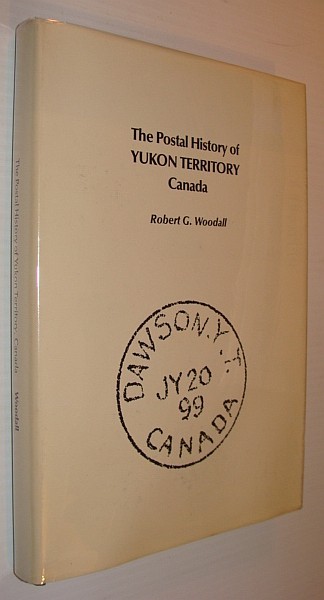 The Postal History of
YUKON TERRITORY
Canada
Robert G. Woodall
DAWSON. Y. T.
JY 20
99
CANADA
The Postal History of Yukon Territory, Canada Woodall